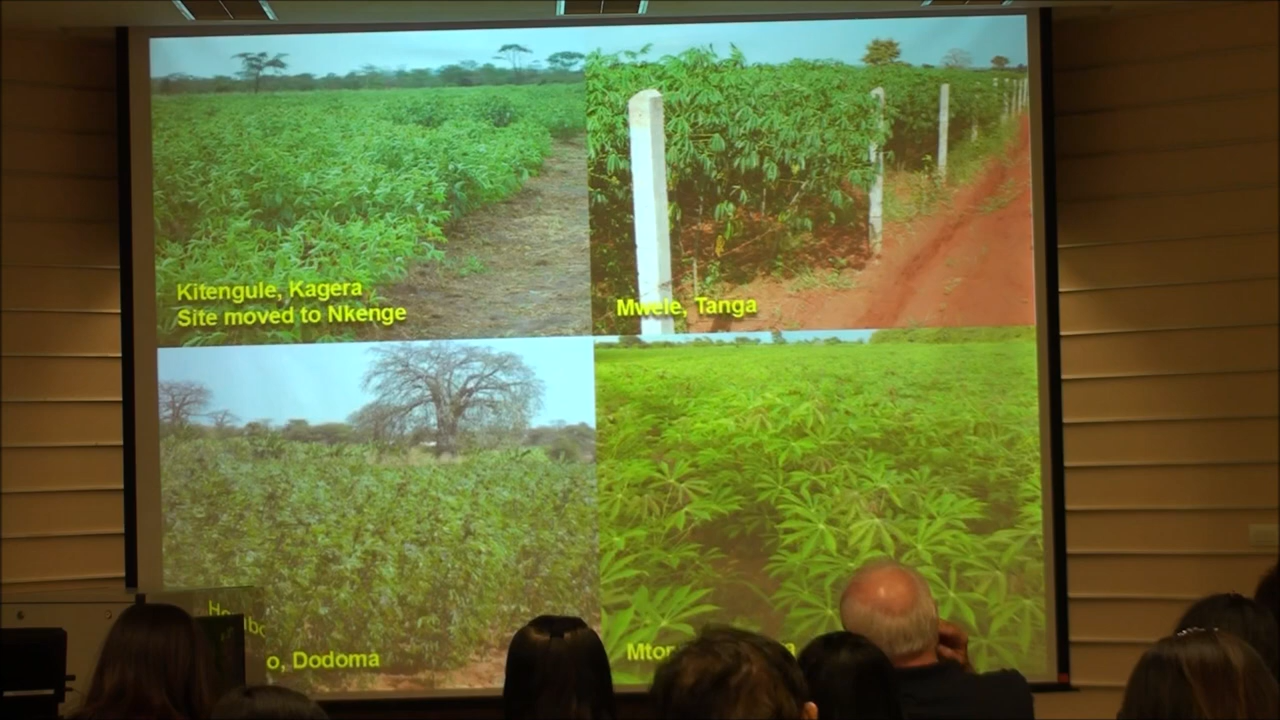 Kitengule, Kagera
Site moved to Nkenge
Mwele, Tanga
Dodoma